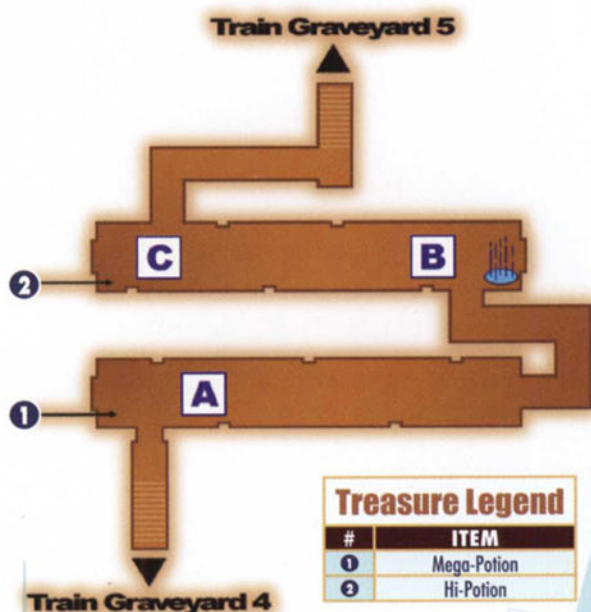 Train Graveyard 5
C
B
2
A
1
Treasure Legend
# ITEM
1 Mega-Potion
2 Hi-Potion
Train Graveyard 4